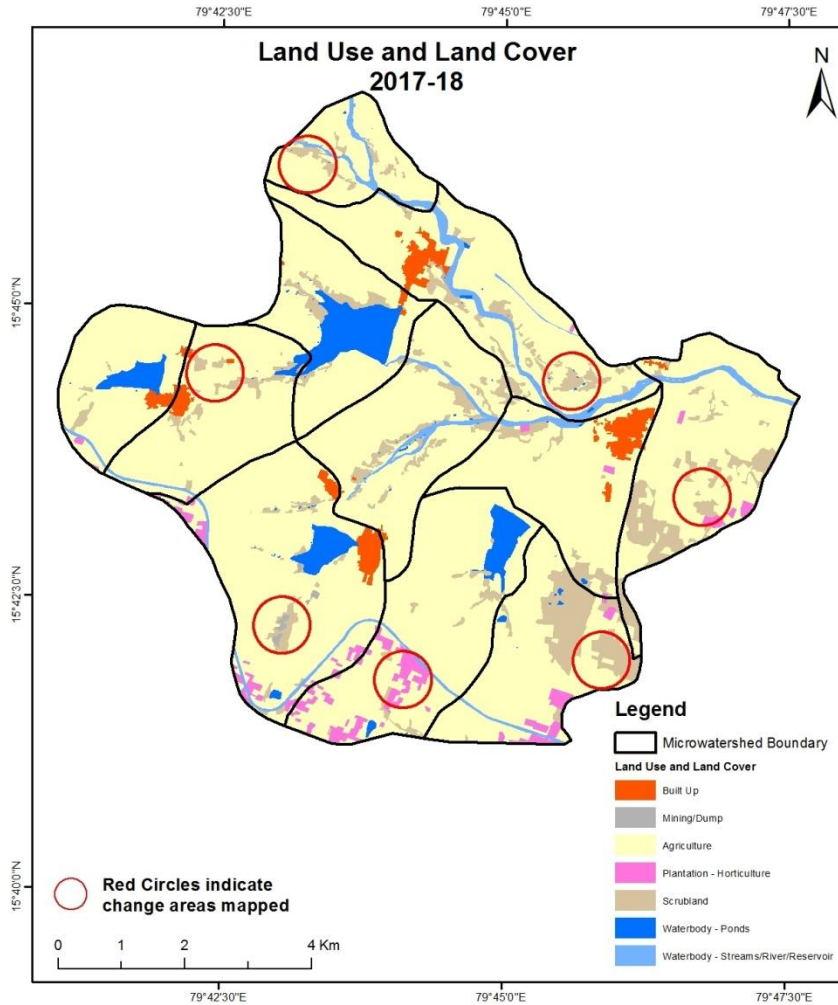 79°42'30"E
79°45'0"E
79°47'30"E
Land Use and Land Cover
2017-18
N
15°45'0"N
15°42'30"N
15°40'0"N
Legend
Microwatershed Boundary
Land Use and Land Cover
Built Up
Mining/Dump
Agriculture
Plantation - Horticulture
Scrubland
Waterbody - Ponds
Waterbody - Streams/River/Reservoir
Red Circles indicate
change areas mapped
0 1 2 4 Km
79°42'30"E
79°45'0"E
79°47'30"E